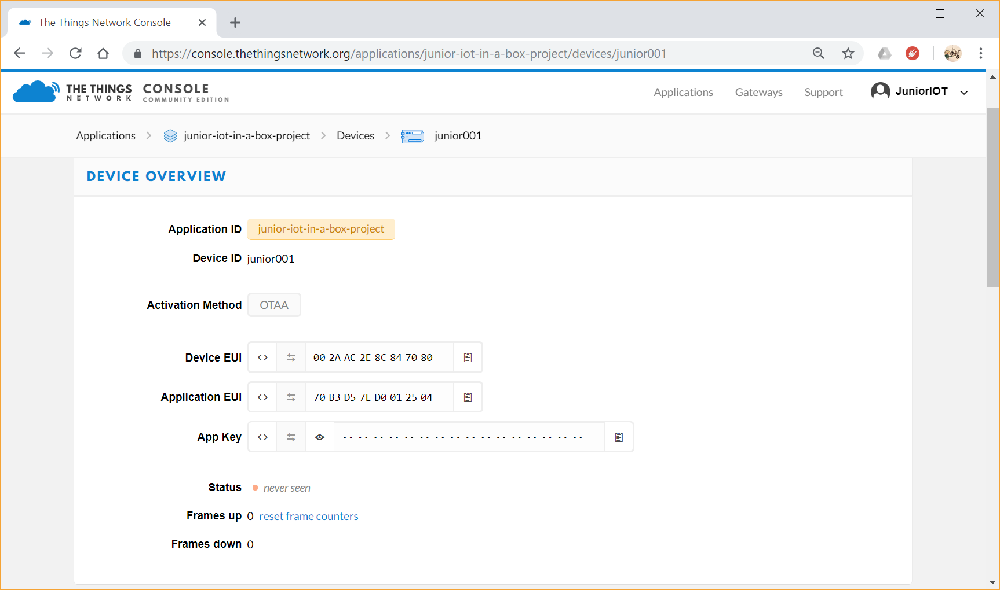 The Things Network Console
https://console.thethingsnetwork.org/applications/junior-iot-in-a-box-project/devices/junior001
THE THINGS NETWORK CONSOLE COMMUNITY EDITION
Applications Gateways Support JuniorIOT
Applications junior-iot-in-a-box-project Devices junior001
DEVICE OVERVIEW
Application ID junior-iot-in-a-box-project
Device ID junior001
Activation Method OTAA
Device EUI <> 00 2A AC 2E 8C 84 70 80
Application EUI <> 70 B3 D5 7E D0 01 25 04
App Key <> .. .. .. .. .. .. .. .. .. .. .. .. .. .. .. ..
Status never seen
Frames up 0 reset frame counters
Frames down 0